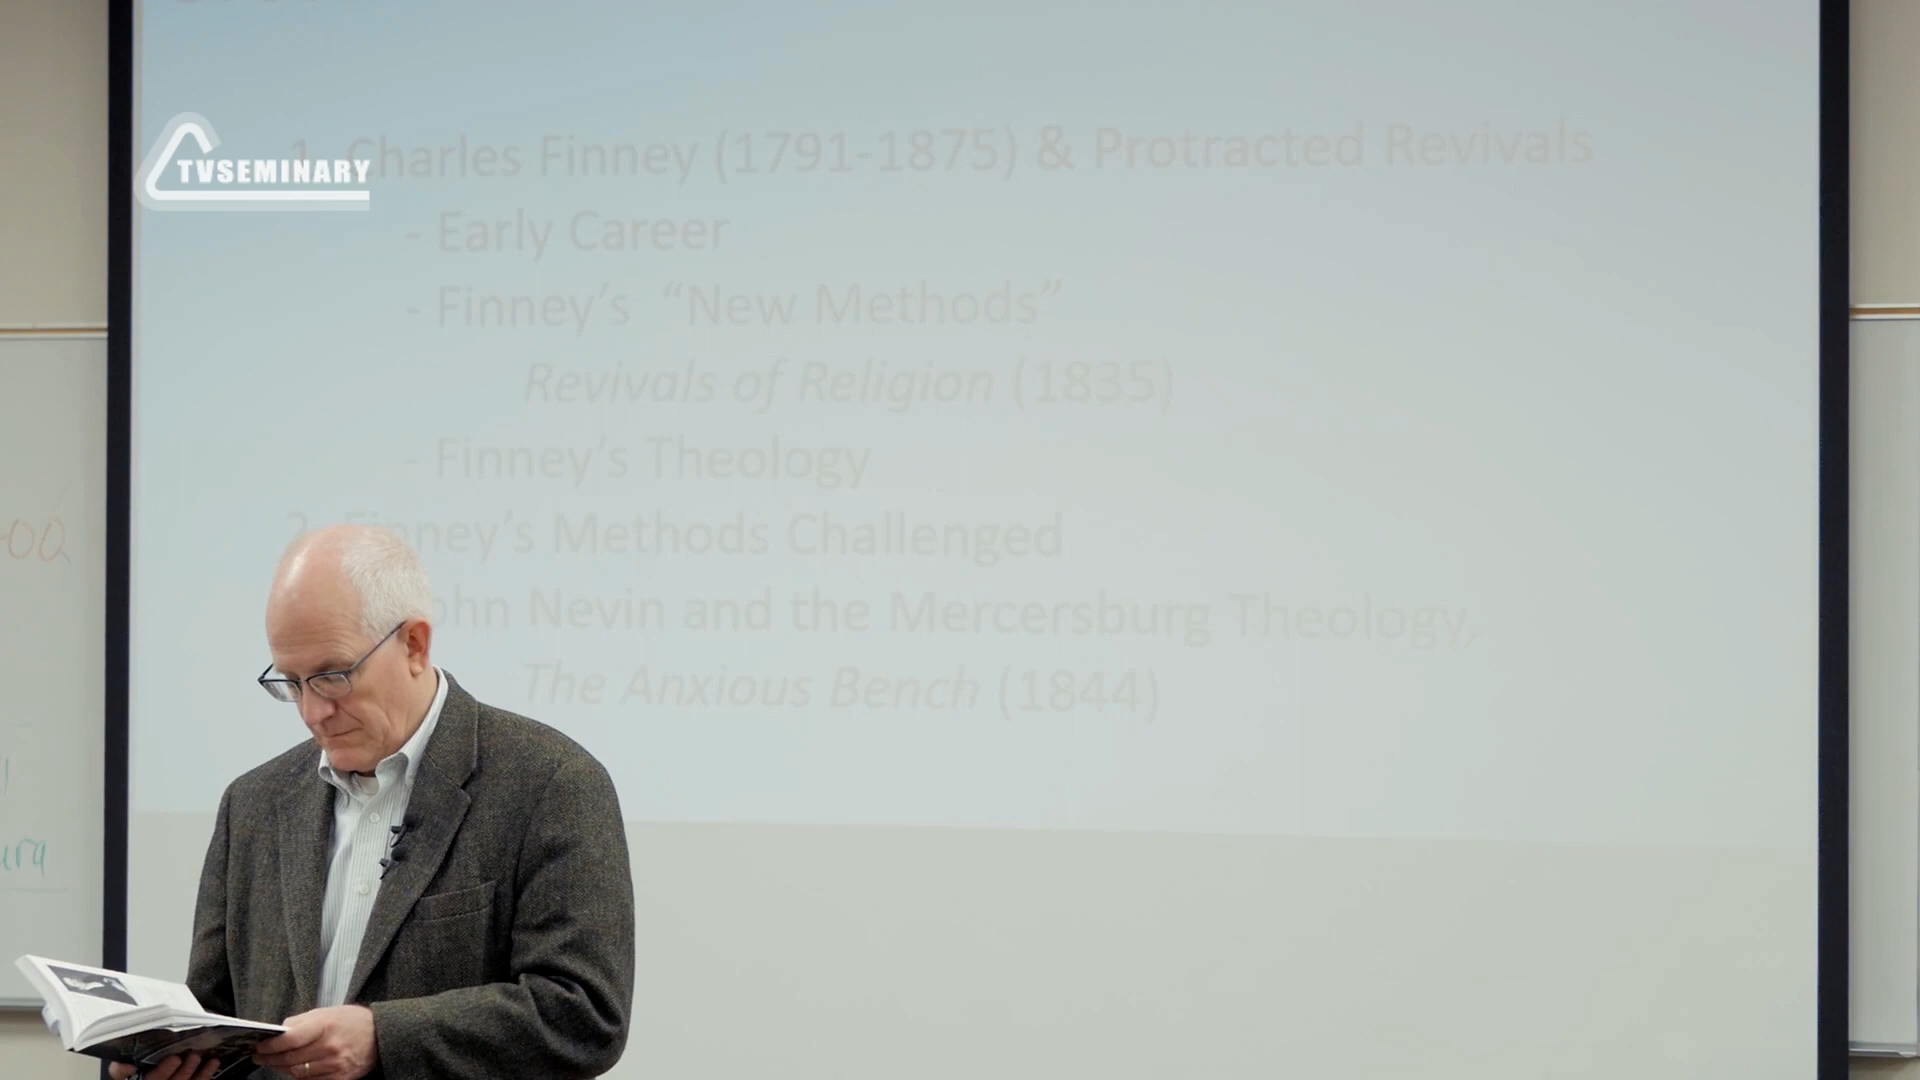 TVSEMINARY
1. Charles Finney (1791-1875) & Protracted Revivals
- Early Career
- Finney’s “New Methods”
Revivals of Religion (1835)
- Finney’s Theology
2. Finney’s Methods Challenged
John Nevin and the Mercersburg Theology,
The Anxious Bench (1844)